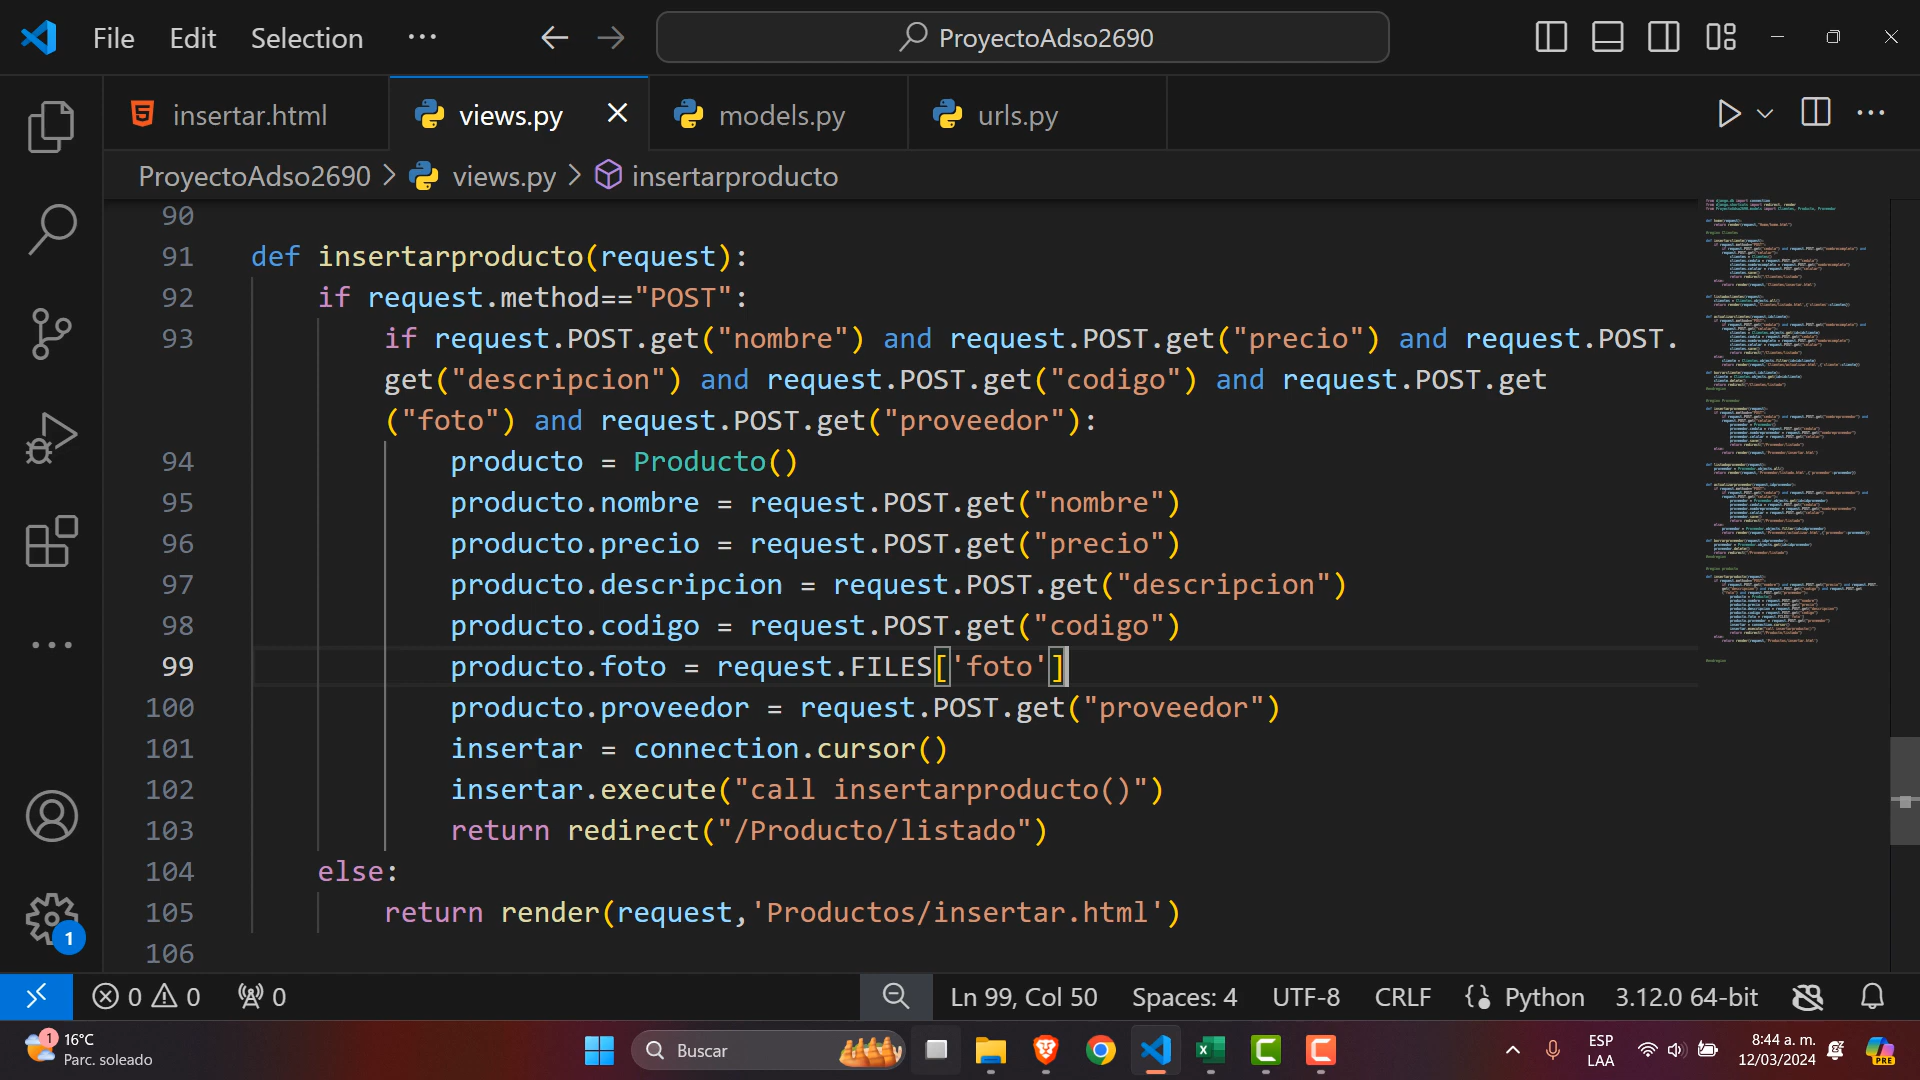 File Edit Selection ··· ProyectoAdso2690
insertar.html views.py models.py urls.py
ProyectoAdso2690 > views.py > insertarproducto
90
91 def insertarproducto(request):
92 if request.method=="POST":
93 if request.POST.get("nombre") and request.POST.get("precio") and request.POST.
get("descripcion") and request.POST.get("codigo") and request.POST.get
("foto") and request.POST.get("proveedor"):
94 producto = Producto()
95 producto.nombre = request.POST.get("nombre")
96 producto.precio = request.POST.get("precio")
97 producto.descripcion = request.POST.get("descripcion")
98 producto.codigo = request.POST.get("codigo")
99 producto.foto = request.FILES['foto']
100 producto.proveedor = request.POST.get("proveedor")
101 insertar = connection.cursor()
102 insertar.execute("call insertarproducto()")
103 return redirect("/Producto/listado")
104 else:
105 return render(request,'Productos/insertar.html')
106
1
0 0 0 Ln 99, Col 50 Spaces: 4 UTF-8 CRLF Python 3.12.0 64-bit
1 16°C
Parc. soleado
Buscar
ESP
LAA
8:44 a. m.
12/03/2024
PRE